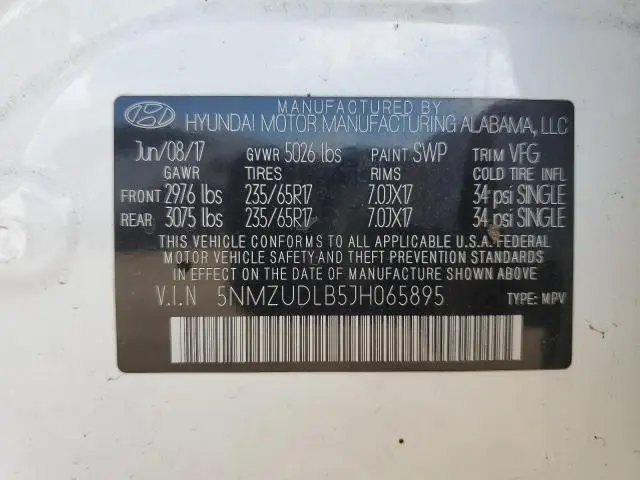 MANUFACTURED BY
HYUNDAI MOTOR MANUFACTURING ALABAMA, LLC
Jun/08/17 GVWR 5026 lbs PAINT SWP TRIM VFG
GAWR TIRES RIMS COLD TIRE INFL
FRONT 2976 lbs 235/65R17 7.0JX17 34 psi SINGLE
REAR 3075 lbs 235/65R17 7.0JX17 34 psi SINGLE
THIS VEHICLE CONFORMS TO ALL APPLICABLE U.S.A. FEDERAL
MOTOR VEHICLE SAFETY AND THEFT PREVENTION STANDARDS
IN EFFECT ON THE DATE OF MANUFACTURE SHOWN ABOVE.
V.I.N 5NMZUDLB5JH065895 TYPE: MPV